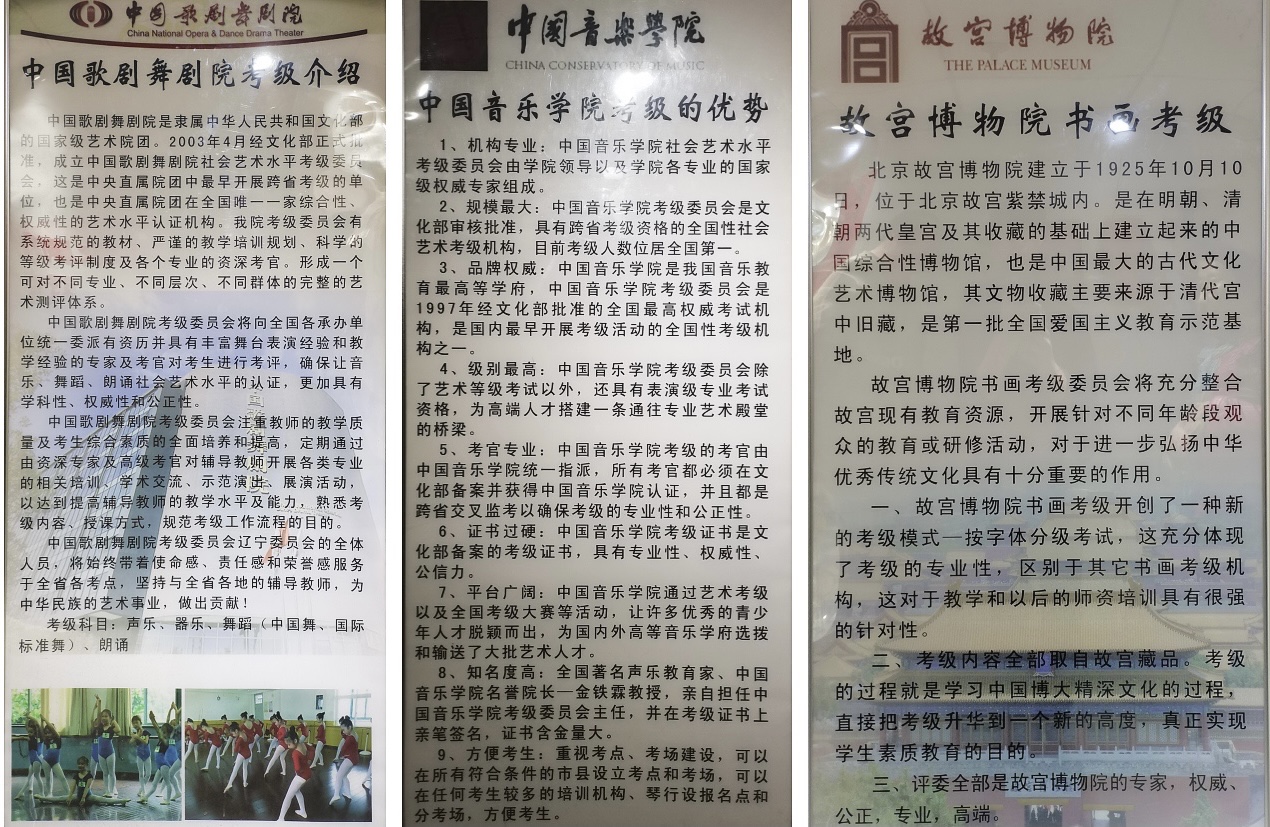 中国歌剧舞剧院
China National Opera & Dance Drama Theater
中国歌剧舞剧院考级介绍
中国歌剧舞剧院是隶属中华人民共和国文化部
的国家级艺术院团。2003年4月经文化部正式批
准，成立中国歌剧舞剧院社会艺术水平考级委员
会，这是中央直属院团中最早开展跨省考级的单
位，也是中央直属院团在全国唯一一家综合性、
权威性的艺术水平认证机构。我院考级委员会有
系统规范的教材、严谨的教学培训规划、科学的
等级考评制度及各个专业的资深考官。形成一个
可对不同专业、不同层次、不同群体的完整的艺
术测评体系。
中国歌剧舞剧院考级委员会将向全国各承办单
位统一委派有资历并具有丰富舞台表演经验和教
学经验的专家及考官对考生进行考评，确保让音
乐、舞蹈、朗诵社会艺术水平的认证，更加具有
学科性、权威性和公正性。
中国歌剧舞剧院考级委员会注重教师的教学质
量及考生综合素质的全面培养和提高，定期通过
由资深专家及高级考官对辅导教师开展各类专业
的相关培训、学术交流、示范演出、展演活动，
以达到提高辅导教师的教学水平及能力，熟悉考
级内容、授课方式，规范考级工作流程的目的。
中国歌剧舞剧院考级委员会辽宁委员会的全体
人员，将始终带着使命感、责任感和荣誉感服务
于全省各考点，坚持与全省各地的辅导教师，为
中华民族的艺术事业，做出贡献！
考级科目：声乐、器乐、舞蹈（中国舞、国际
标准舞）、朗诵
中国音乐学院
CHINA CONSERVATORY OF MUSIC
中国音乐学院考级的优势
1、机构专业：中国音乐学院社会艺术水平
考级委员会由学院领导以及学院各专业的国家
级权威专家组成。
2、规模最大：中国音乐学院考级委员会是文
化部审核批准，具有跨省考级资格的全国性社会
艺术考级机构，目前考级人数位居全国第一。
3、品牌权威：中国音乐学院是我国音乐教
育最高等学府，中国音乐学院考级委员会是
1997年经文化部批准的全国最高权威考试机
构，是国内最早开展考级活动的全国性考级机
构之一。
4、级别最高：中国音乐学院考级委员会除
了艺术等级考试以外，还具有表演级专业考试
资格，为高端人才搭建一条通往专业艺术殿堂
的桥梁。
5、考官专业：中国音乐学院考级的考官由
中国音乐学院统一指派，所有考官都必须在文
化部备案并获得中国音乐学院认证，并且都是
跨省交叉监考以确保考级的专业性和公正性。
6、证书过硬：中国音乐学院考级证书是文
化部备案的考级证书，具有专业性、权威性、
公信力。
7、平台广阔：中国音乐学院通过艺术考级
以及全国考级大赛等活动，让许多优秀的青少
年人才脱颖而出，为国内外高等音乐学府选拨
和输送了大批艺术人才。
8、知名度高：全国著名声乐教育家、中国
音乐学院名誉院长—金铁霖教授，亲自担任中
国音乐学院考级委员会主任，并在考级证书上
亲笔签名，证书含金量大。
9、方便考生：重视考点、考场建设，可以
在所有符合条件的市县设立考点和考场，可以
在任何考生较多的培训机构、琴行设报名点和
分考场，方便考生。
故宫博物院
THE PALACE MUSEUM
故宫博物院书画考级
北京故宫博物院建立于1925年10月10
日，位于北京故宫紫禁城内。是在明朝、清
朝两代皇宫及其收藏的基础上建立起来的中
国综合性博物馆，也是中国最大的古代文化
艺术博物馆，其文物收藏主要来源于清代宫
中旧藏，是第一批全国爱国主义教育示范基
地。
故宫博物院书画考级委员会将充分整合
故宫现有教育资源，开展针对不同年龄段观
众的教育或研修活动，对于进一步弘扬中华
优秀传统文化具有十分重要的作用。
一、故宫博物院书画考级开创了一种新
的考级模式—按字体分级考试，这充分体现
了考级的专业性，区别于其它书画考级机
构，这对于教学和以后的师资培训具有很强
的针对性。
二、考级内容全部取自故宫藏品。考级
的过程就是学习中国博大精深文化的过程，
直接把考级升华到一个新的高度，真正实现
学生素质教育的目的。
三、评委全部是故宫博物院的专家，权威、
公正，专业，高端。